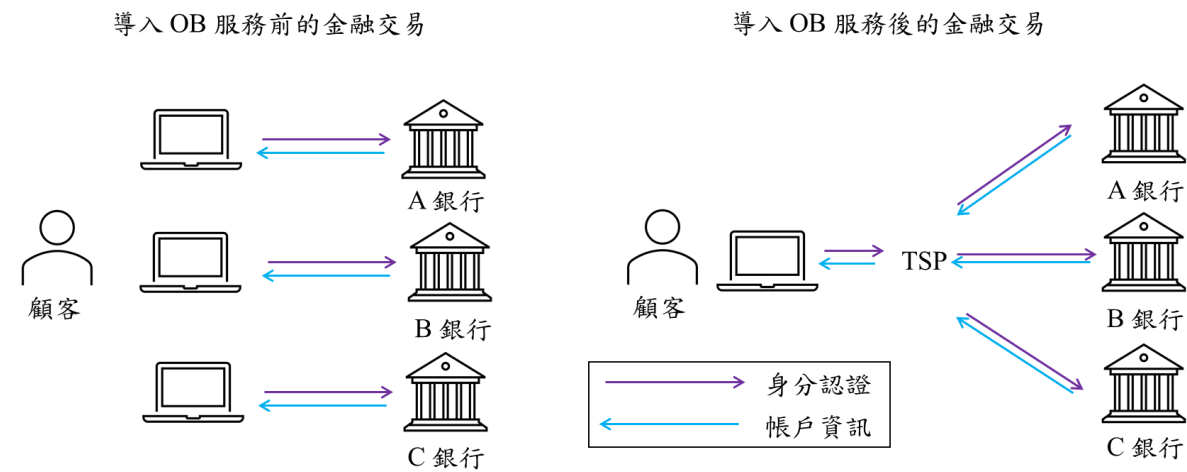 導入 OB 服務前的金融交易
A 銀行
顧客
B 銀行
C 銀行
導入 OB 服務後的金融交易
A 銀行
TSP
顧客
B 銀行
身分認證
帳戶資訊
C 銀行